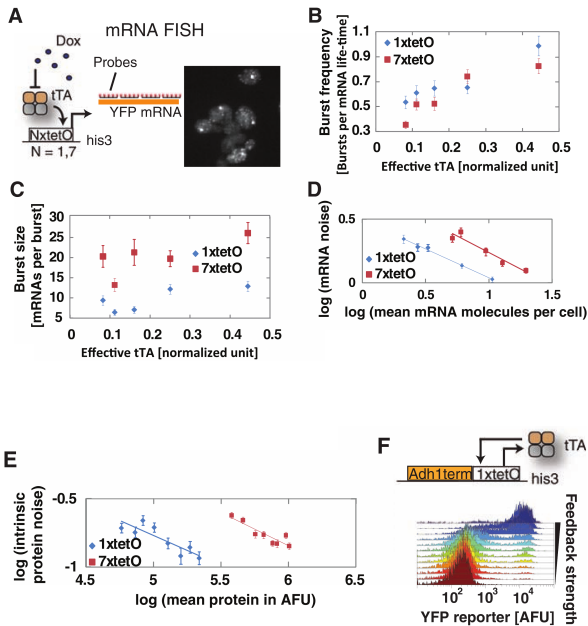 A
mRNA FISH
Dox
Probes
tTA
YFP mRNA
NxtetO
his3
N = 1,7
B
Burst frequency
[Bursts per mRNA life-time]
1.1
0.9
0.7
0.5
0.3
1xtetO
7xtetO
0 0.1 0.2 0.3 0.4 0.5
Effective tTA [normalized unit]
C
Burst size
[mRNAs per burst]
30
25
20
15
10
5
1xtetO
7xtetO
0 0.1 0.2 0.3 0.4 0.5
Effective tTA [normalized unit]
D
log (mRNA noise)
0.5
0
1xtetO
7xtetO
0 0.5 1.0 1.5
log (mean mRNA molecules per cell)
E
log (intrinsic
protein noise)
-0.5
-1
1xtetO
7xtetO
4.5 5 5.5 6 6.5
log (mean protein in AFU)
F
tTA
Adh1term 1xtetO
his3
Feedback strength
10² 10³ 10⁴
YFP reporter [AFU]